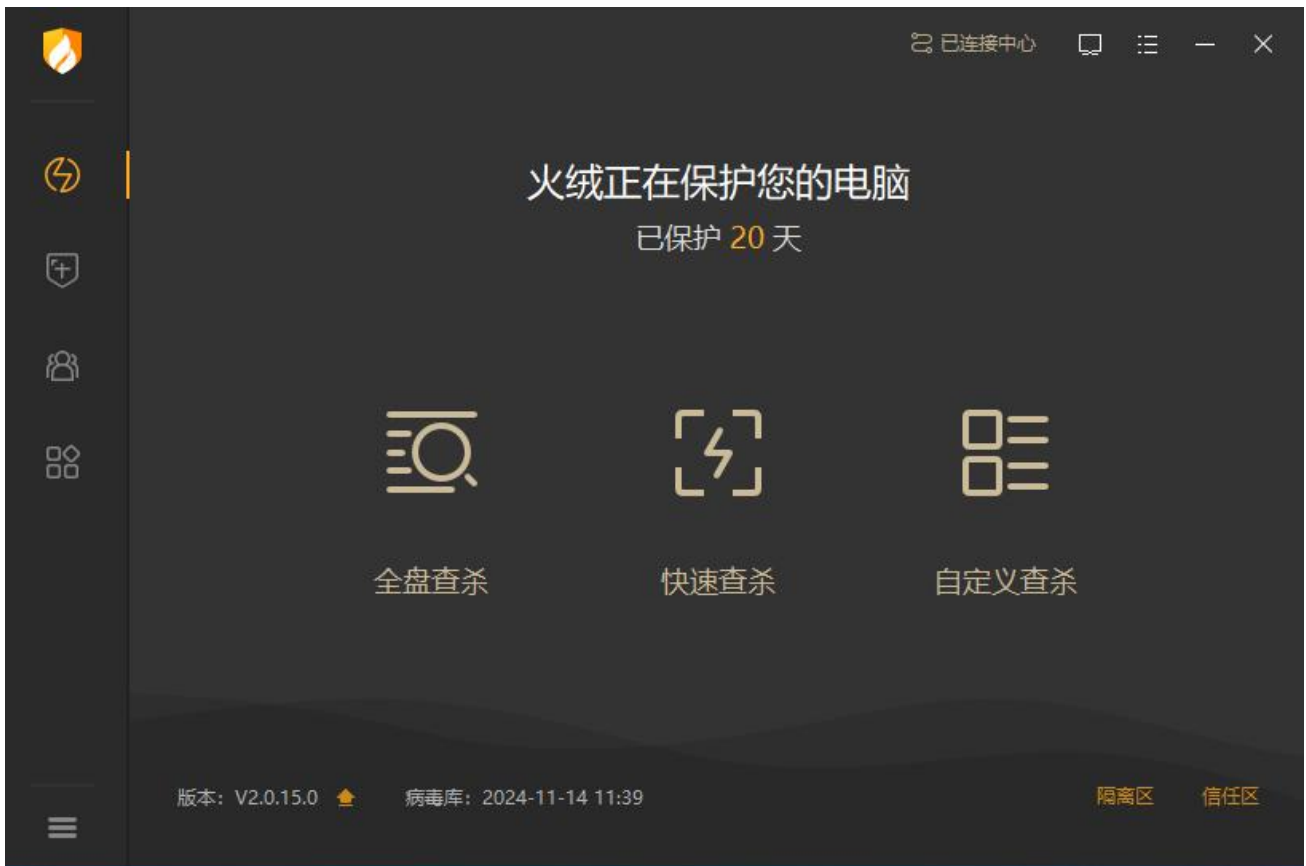 已连接中心
火绒正在保护您的电脑
已保护 20 天
全盘查杀 快速查杀 自定义查杀
版本：V2.0.15.0 病毒库：2024-11-14 11:39 隔离区 信任区